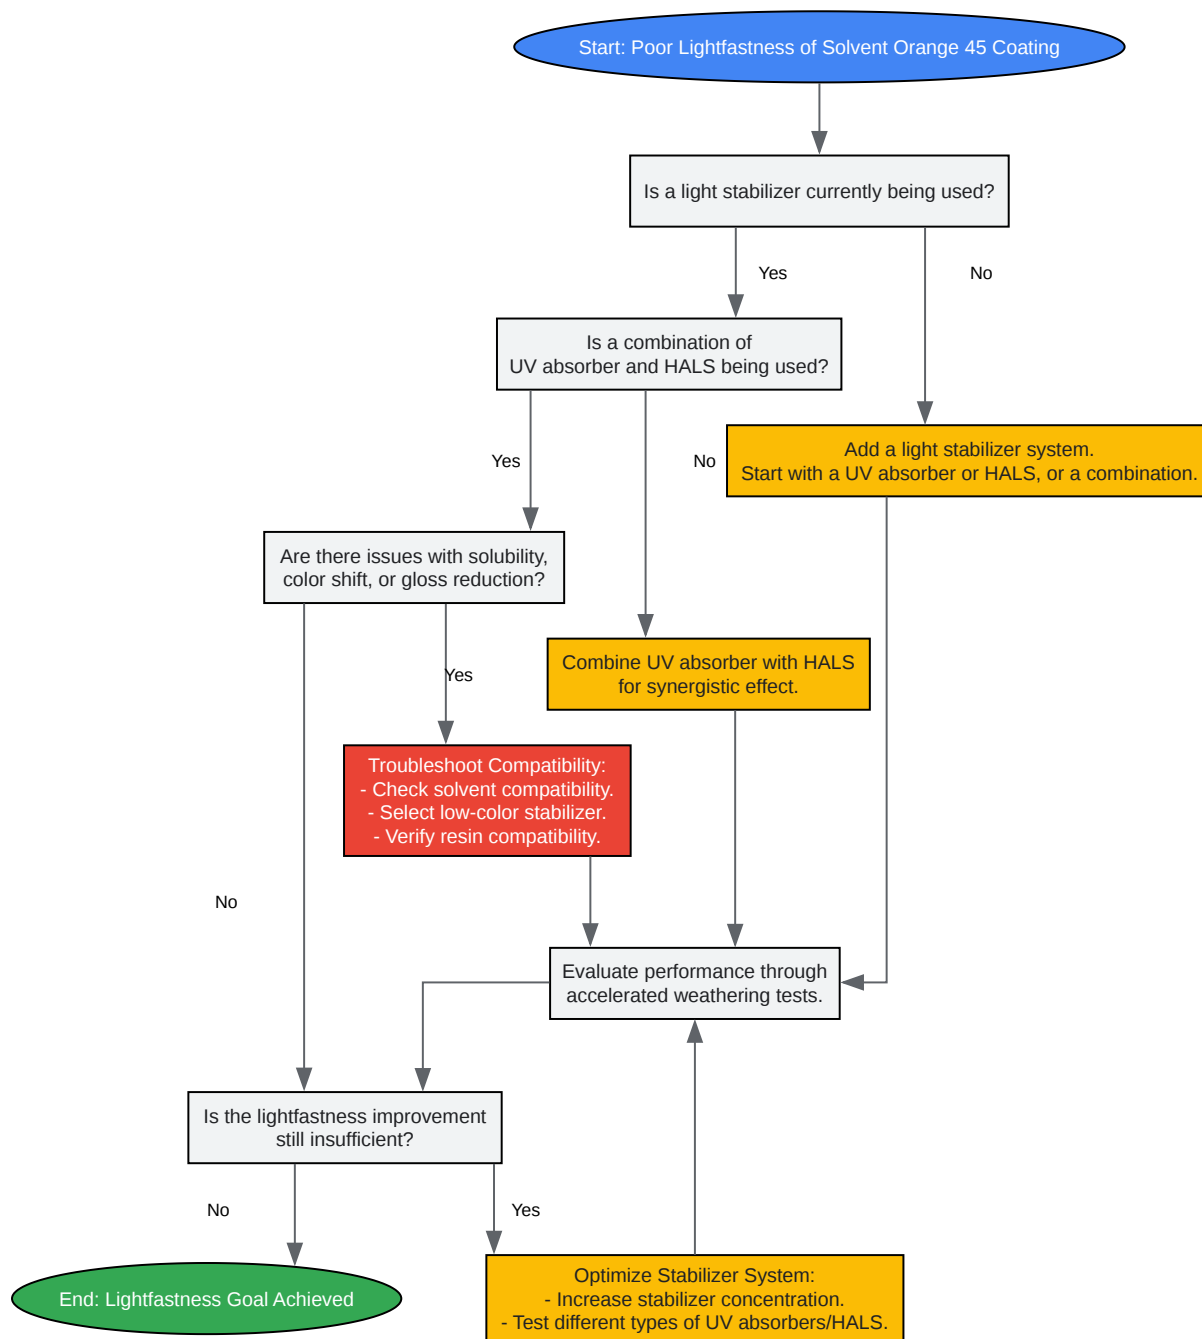 Start: Poor Lightfastness of Solvent Orange 45 Coating
Is a light stabilizer currently being used?
Yes
No
Is a combination of
UV absorber and HALS being used?
Yes
No
Add a light stabilizer system.
Start with a UV absorber or HALS, or a combination.
Are there issues with solubility,
color shift, or gloss reduction?
Yes
Combine UV absorber with HALS
for synergistic effect.
Troubleshoot Compatibility:
- Check solvent compatibility.
- Select low-color stabilizer.
- Verify resin compatibility.
No
Evaluate performance through
accelerated weathering tests.
Is the lightfastness improvement
still insufficient?
No
Yes
End: Lightfastness Goal Achieved
Optimize Stabilizer System:
- Increase stabilizer concentration.
- Test different types of UV absorbers/HALS.